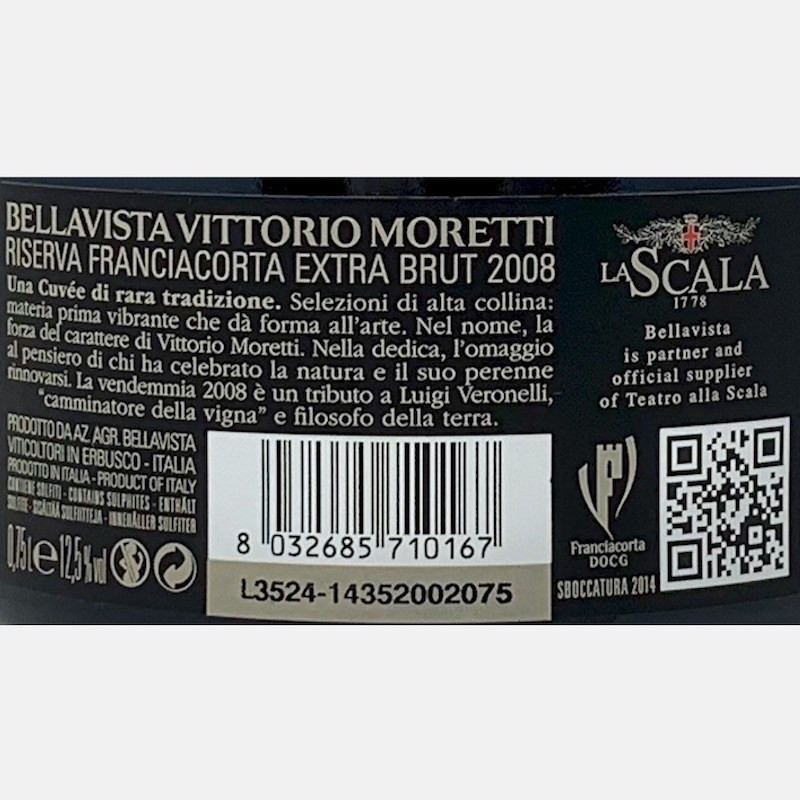 BELLAVISTA VITTORIO MORETTI
RISERVA FRANCIACORTA EXTRA BRUT 2008
Una Cuvée di rara tradizione. Selezioni di alta collina:
materia prima vibrante che dà forma all'arte. Nel nome, la
forza del carattere di Vittorio Moretti. Nella dedica, l'omaggio
al pensiero di chi ha celebrato la natura e il suo perenne
rinnovarsi. La vendemmia 2008 è un tributo a Luigi Veronelli,
"camminatore della vigna" e filosofo della terra.
PRODOTTO DA AZ. AGR. BELLAVISTA
VITICOLTORI IN ERBUSCO - ITALIA
PRODOTTO IN ITALIA - PRODUCT OF ITALY
CONTIENE SOLFITI - CONTAINS SULPHITES - ENTHÄLT
SULFITE - SISÄLTÄÄ SULFIITTEJA - INNEHÅLLER SULFITER
0,75 L e 12,5% vol
8 032685 710167
L3524-14352002075
LA SCALA
1778
Bellavista
is partner and
official supplier
of Teatro alla Scala
Franciacorta
DOCG
SBOCCATURA 2014